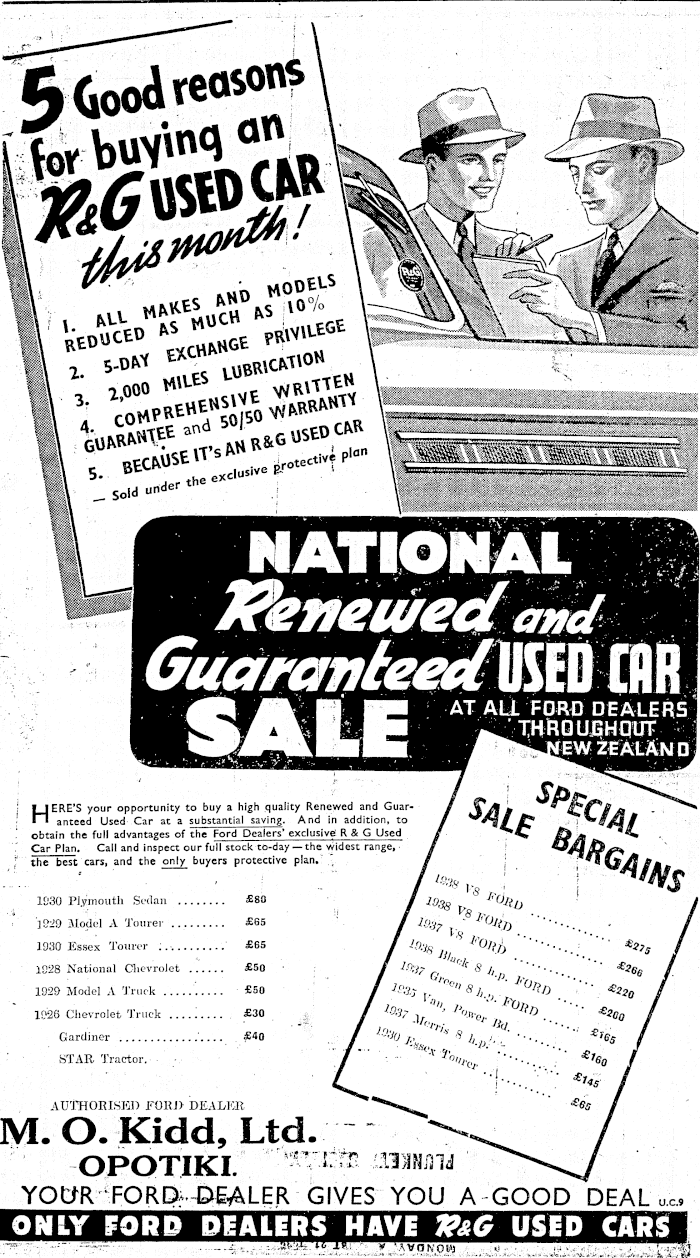 5 Good reasons
for buying an
R&G USED CAR
this month!
1. ALL MAKES AND MODELS
REDUCED AS MUCH AS 10%
2. 5-DAY EXCHANGE PRIVILEGE
3. 2,000 MILES LUBRICATION
4. COMPREHENSIVE WRITTEN
GUARANTEE and 50/50 WARRANTY
5. BECAUSE IT's AN R&G USED CAR
— Sold under the exclusive protective plan
R&G
NATIONAL
Renewed and
Guaranteed USED CAR
SALE
AT ALL FORD DEALERS
THROUGHOUT
NEW ZEALAND
HERE'S your opportunity to buy a high quality Renewed and Guar-
anteed Used Car at a substantial saving. And in addition, to
obtain the full advantages of the Ford Dealers' exclusive R & G Used
Car Plan. Call and inspect our full stock to-day — the widest range,
the best cars, and the only buyers protective plan.
1930 Plymouth Sedan ........ £80
1929 Model A Tourer ......... £65
1930 Essex Tourer ........... £65
1928 National Chevrolet ...... £50
1929 Model A Truck .......... £50
1926 Chevrolet Truck ......... £30
Gardiner ................. £40
STAR Tractor.
SPECIAL
SALE BARGAINS
1938 V8 FORD ............ £275
1938 V8 FORD ............. £266
1937 V8 FORD ............. £220
1938 Black 8 h.p. FORD ..... £200
1937 Green 8 h.p. FORD ...... £165
1935 Van, Power Bd. ......... £160
1937 Morris 8 h.p. ........... £145
1930 Essex Tourer ........... £65
AUTHORISED FORD DEALER
M. O. Kidd, Ltd.
OPOTIKI.
PLUNKET
YOUR FORD DEALER GIVES YOU A GOOD DEAL U.C.9
ONLY FORD DEALERS HAVE R&G USED CARS
MONDAY